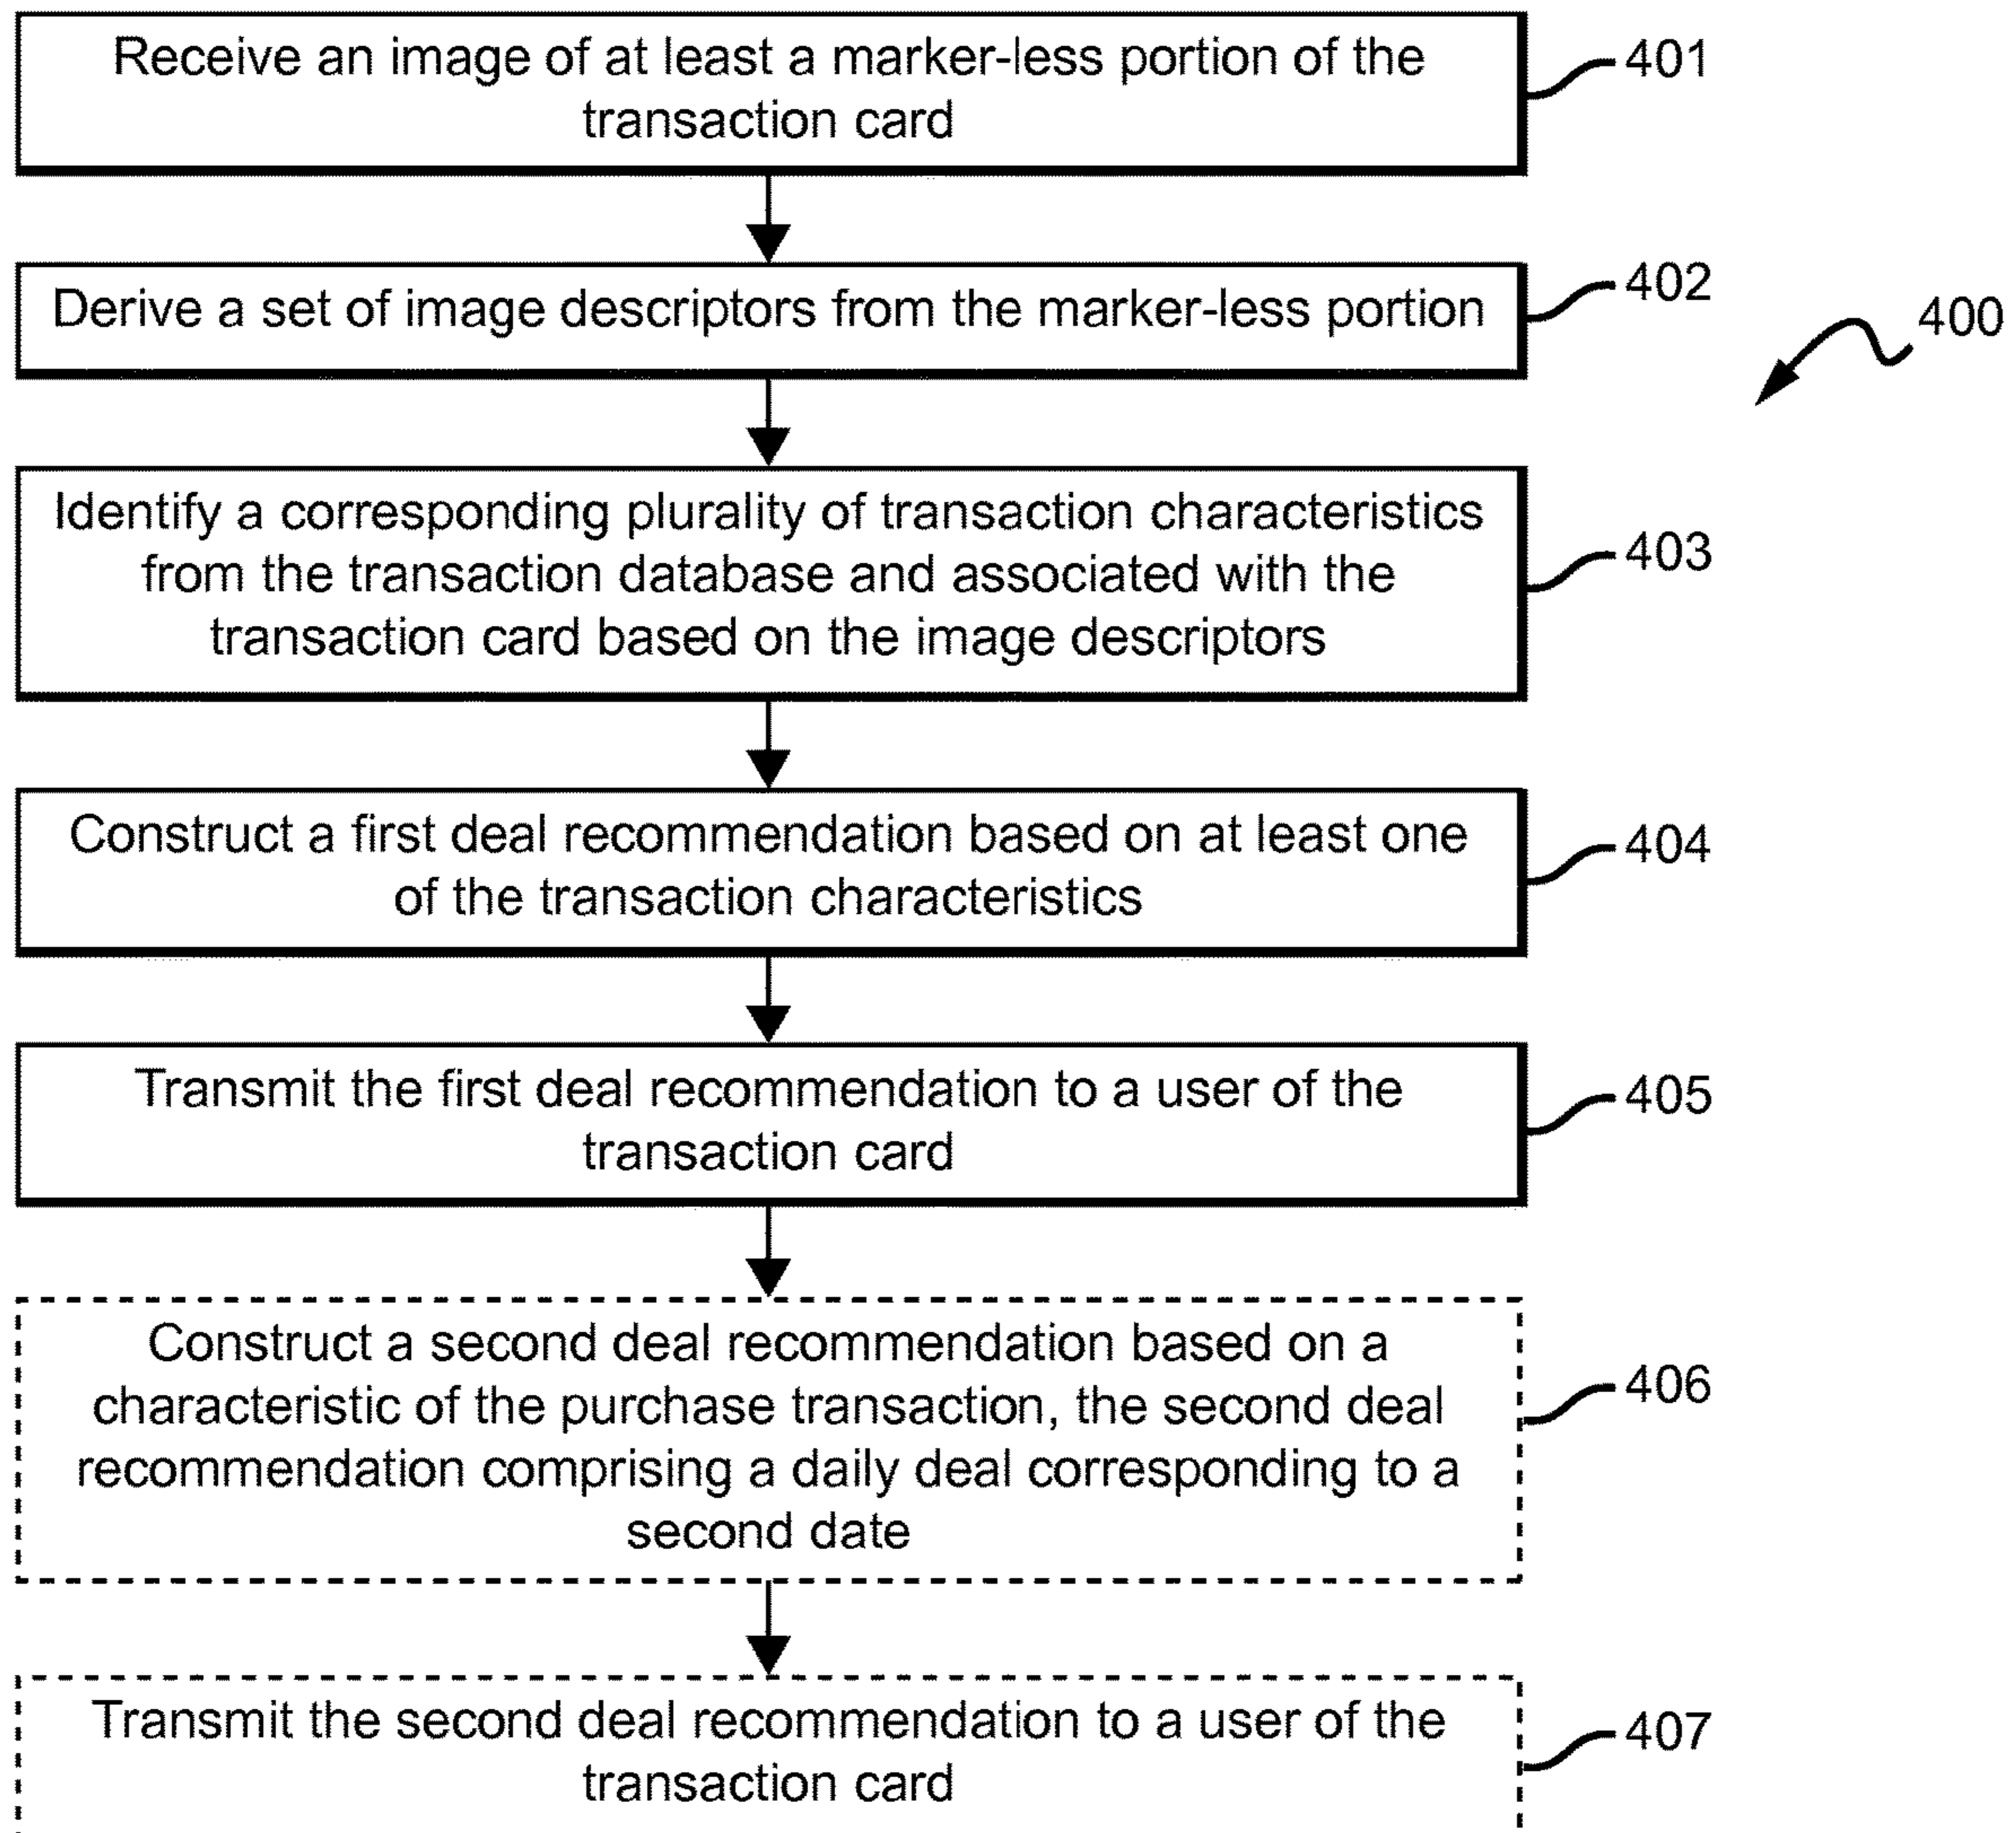 Receive an image of at least a marker-less portion of the
transaction card
401
Derive a set of image descriptors from the marker-less portion
402
400
Identify a corresponding plurality of transaction characteristics
from the transaction database and associated with the
transaction card based on the image descriptors
403
Construct a first deal recommendation based on at least one
of the transaction characteristics
404
Transmit the first deal recommendation to a user of the
transaction card
405
Construct a second deal recommendation based on a
characteristic of the purchase transaction, the second deal
recommendation comprising a daily deal corresponding to a
second date
406
Transmit the second deal recommendation to a user of the
transaction card
407